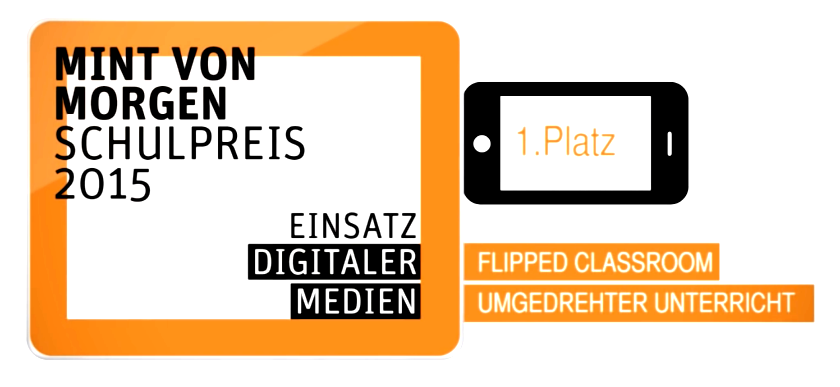 MINT VON
MORGEN
SCHULPREIS
2015
EINSATZ
DIGITALER
MEDIEN
1.Platz
FLIPPED CLASSROOM
UMGEDREHTER UNTERRICHT